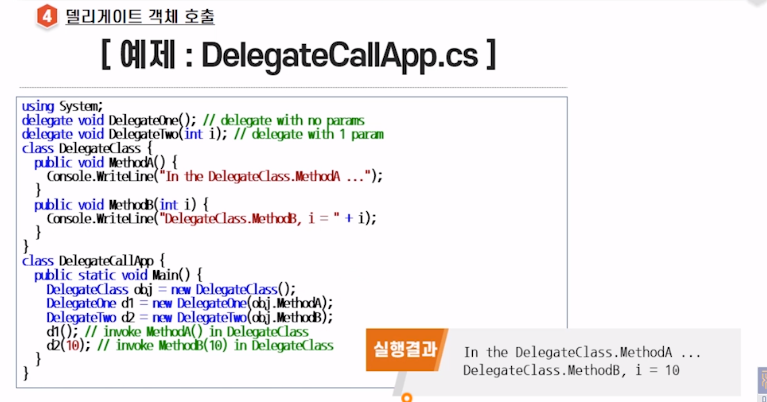 4 델리게이트 객체 호출
[ 예제 : DelegateCallApp.cs ]
using System;
delegate void DelegateOne(); // delegate with no params
delegate void DelegateTwo(int i); // delegate with 1 param
class DelegateClass {
  public void MethodA() {
    Console.WriteLine("In the DelegateClass.MethodA ...");
  }
  public void MethodB(int i) {
    Console.WriteLine("DelegateClass.MethodB, i = " + i);
  }
}
class DelegateCallApp {
  public static void Main() {
    DelegateClass obj = new DelegateClass();
    DelegateOne d1 = new DelegateOne(obj.MethodA);
    DelegateTwo d2 = new DelegateTwo(obj.MethodB);
    d1(); // invoke MethodA() in DelegateClass
    d2(10); // invoke MethodB(10) in DelegateClass
  }
}
실행결과
In the DelegateClass.MethodA ...
DelegateClass.MethodB, i = 10